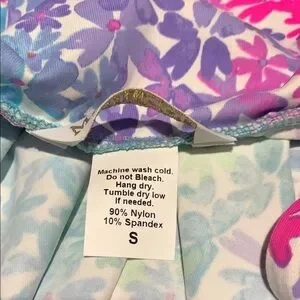 Machine wash cold.
Do not Bleach.
Hang dry.
Tumble dry low
If needed.
90% Nylon
10% Spandex
S